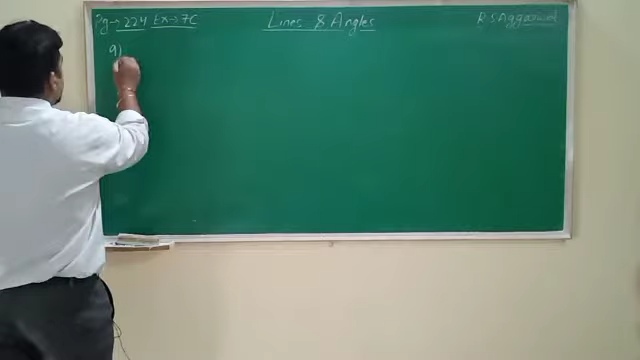 Pg → 224 Ex → 7C Lines & Angles R S Aggarwal
9)